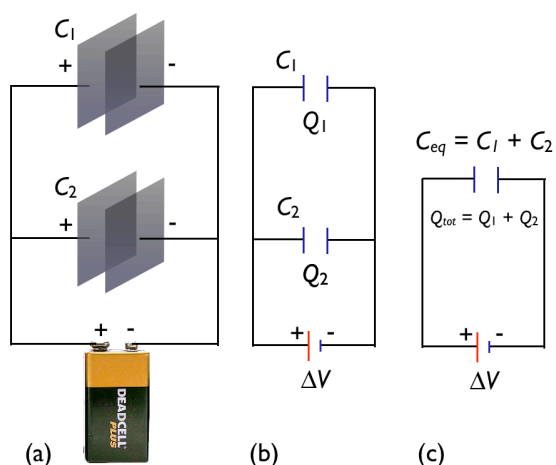 C1
+ -
C2
+ -
+ -
DEADCELL
PLUS
(a)
C1
Q1
C2
Q2
+ -
ΔV
(b)
Ceq = C1 + C2
Qtot = Q1 + Q2
+ -
ΔV
(c)